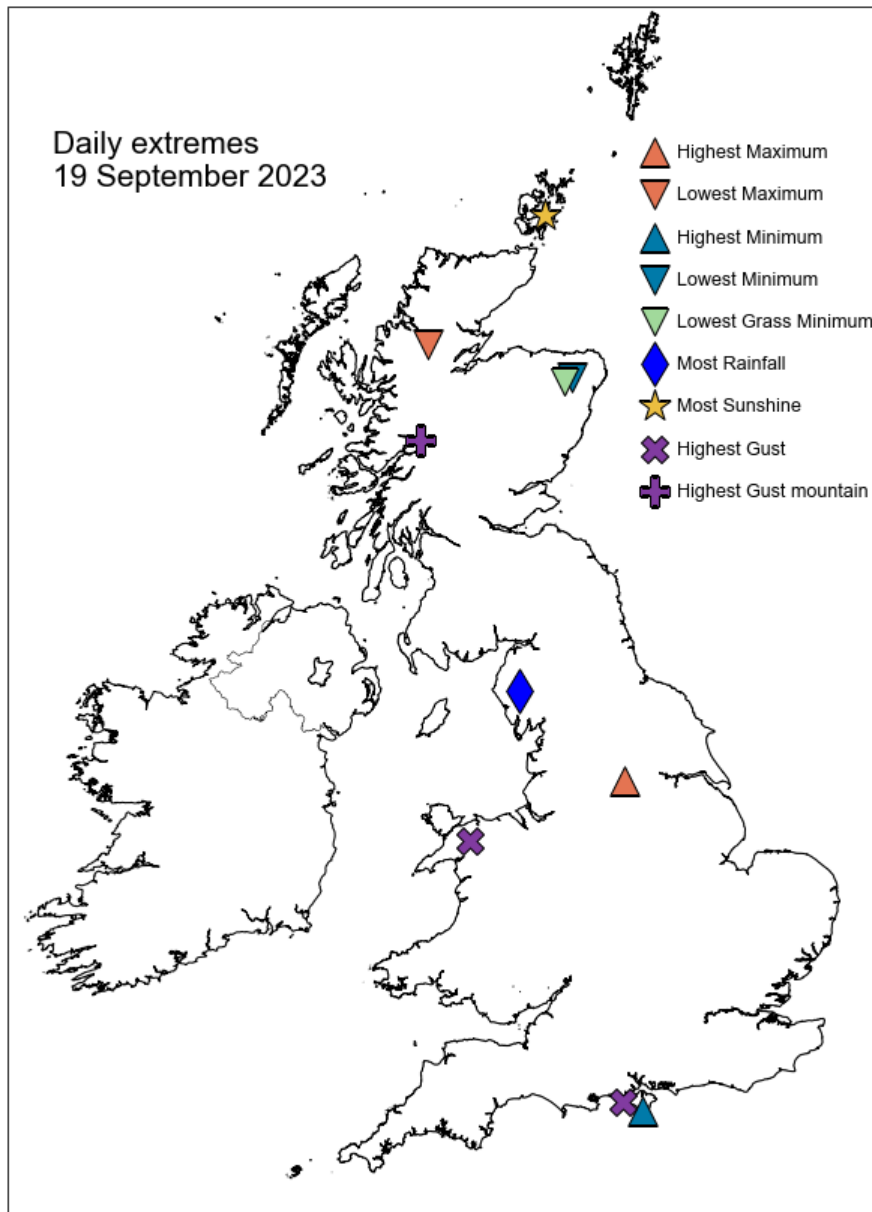 Daily extremes
19 September 2023
Highest Maximum
Lowest Maximum
Highest Minimum
Lowest Minimum
Lowest Grass Minimum
Most Rainfall
Most Sunshine
Highest Gust
Highest Gust mountain